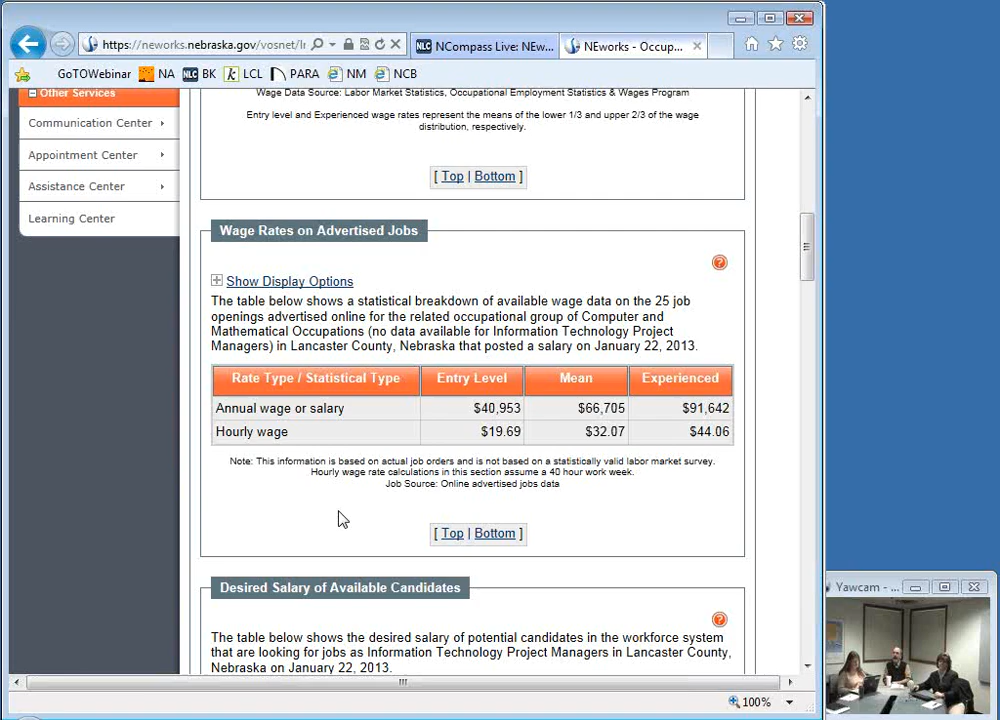 https://neworks.nebraska.gov/vosnet/lr
NLC NCompass Live: NEw...
NEworks - Occup...
GoTOWebinar NA NLC BK k LCL PARA NM NCB
Other Services
Communication Center
Appointment Center
Assistance Center
Learning Center
Wage Data Source: Labor Market Statistics, Occupational Employment Statistics & Wages Program
Entry level and Experienced wage rates represent the means of the lower 1/3 and upper 2/3 of the wage
distribution, respectively.
[ Top | Bottom ]
Wage Rates on Advertised Jobs
?
Show Display Options
The table below shows a statistical breakdown of available wage data on the 25 job
openings advertised online for the related occupational group of Computer and
Mathematical Occupations (no data available for Information Technology Project
Managers) in Lancaster County, Nebraska that posted a salary on January 22, 2013.
Rate Type / Statistical Type Entry Level Mean Experienced
Annual wage or salary $40,953 $66,705 $91,642
Hourly wage $19.69 $32.07 $44.06
Note: This information is based on actual job orders and is not based on a statistically valid labor market survey.
Hourly wage rate calculations in this section assume a 40 hour work week.
Job Source: Online advertised jobs data
[ Top | Bottom ]
Desired Salary of Available Candidates
?
The table below shows the desired salary of potential candidates in the workforce system
that are looking for jobs as Information Technology Project Managers in Lancaster County,
Nebraska on January 22, 2013.
100%
Yawcam - ...